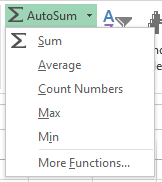 Σ AutoSum
Σ Sum
Average
Count Numbers
Max
Min
More Functions...